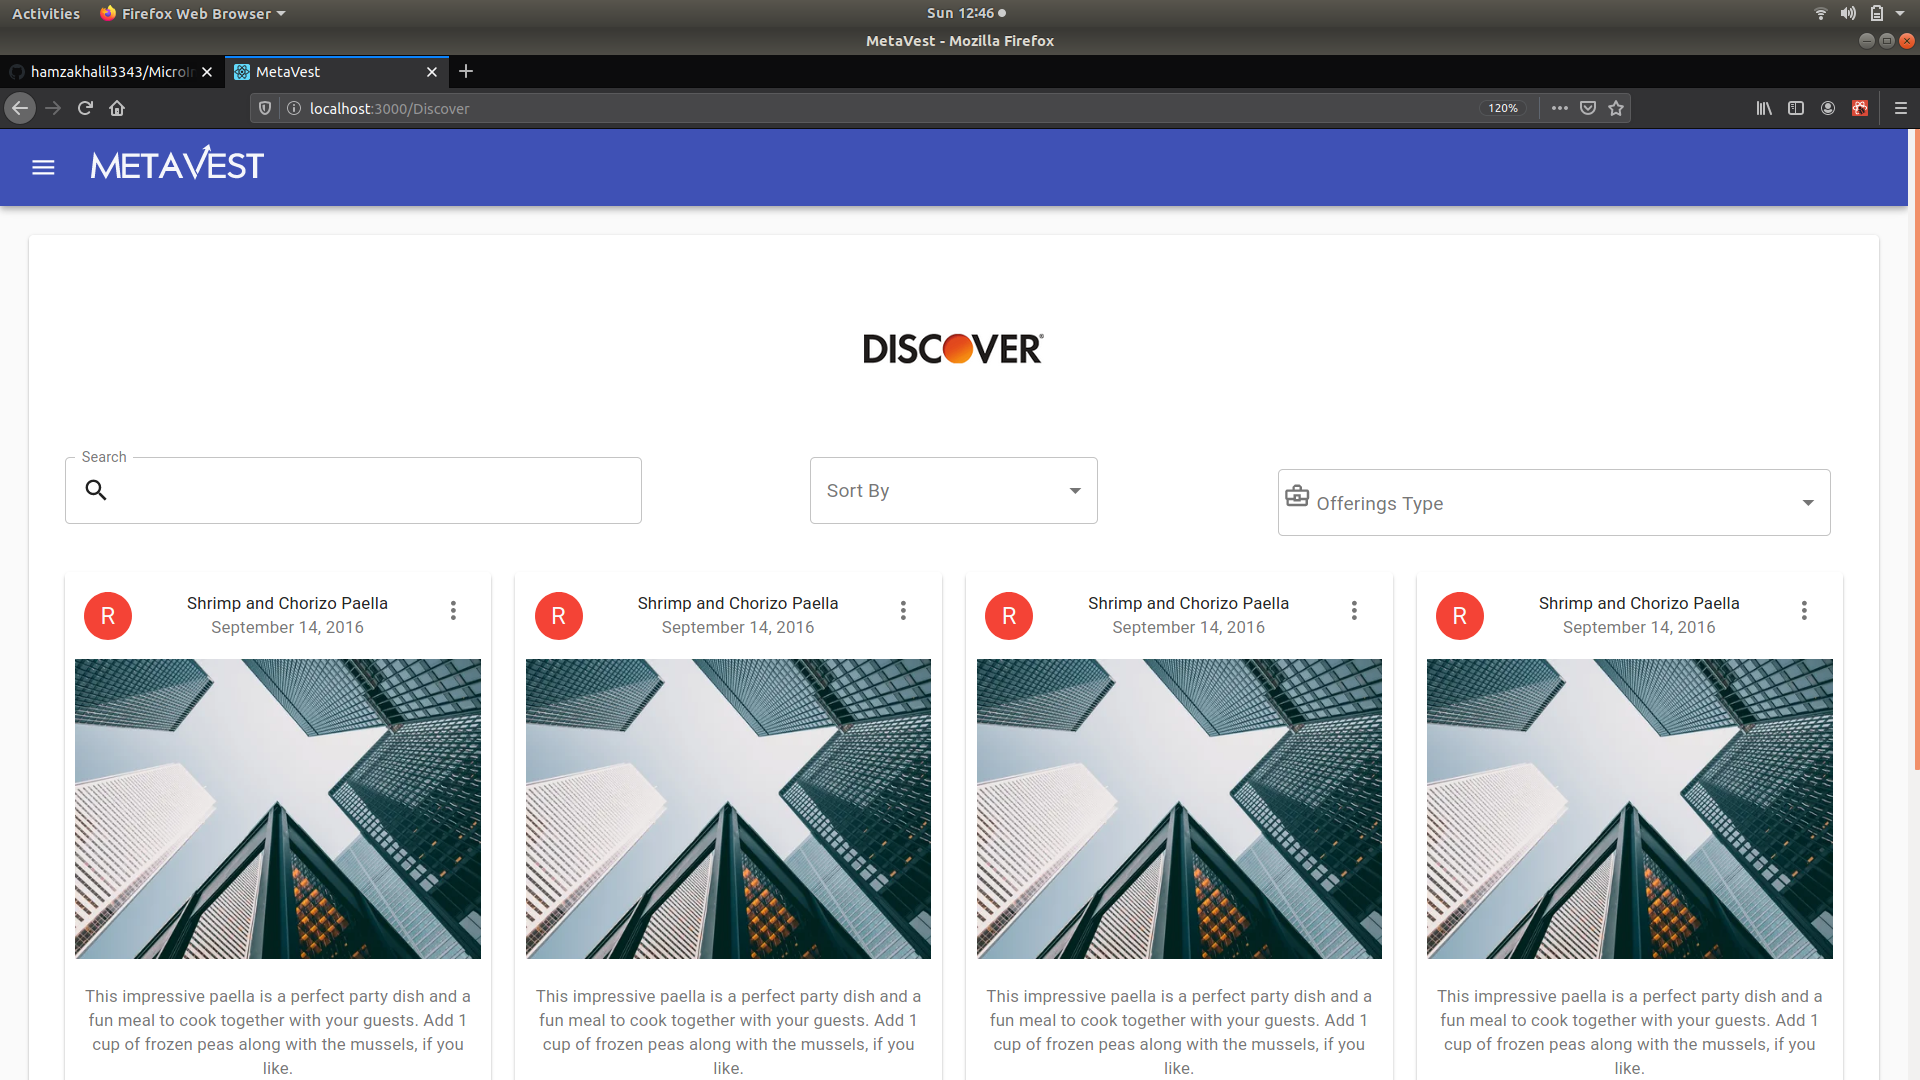 Activities
Firefox Web Browser
Sun 12:46
MetaVest - Mozilla Firefox
hamzakhalil3343/MicroIn
MetaVest
localhost:3000/Discover
120%
METAVEST
DISCOVER
Search
Sort By
Offerings Type
R
Shrimp and Chorizo Paella
September 14, 2016
R
Shrimp and Chorizo Paella
September 14, 2016
R
Shrimp and Chorizo Paella
September 14, 2016
R
Shrimp and Chorizo Paella
September 14, 2016
This impressive paella is a perfect party dish and a
fun meal to cook together with your guests. Add 1
cup of frozen peas along with the mussels, if you
like.
This impressive paella is a perfect party dish and a
fun meal to cook together with your guests. Add 1
cup of frozen peas along with the mussels, if you
like.
This impressive paella is a perfect party dish and a
fun meal to cook together with your guests. Add 1
cup of frozen peas along with the mussels, if you
like.
This impressive paella is a perfect party dish and a
fun meal to cook together with your guests. Add 1
cup of frozen peas along with the mussels, if you
like.